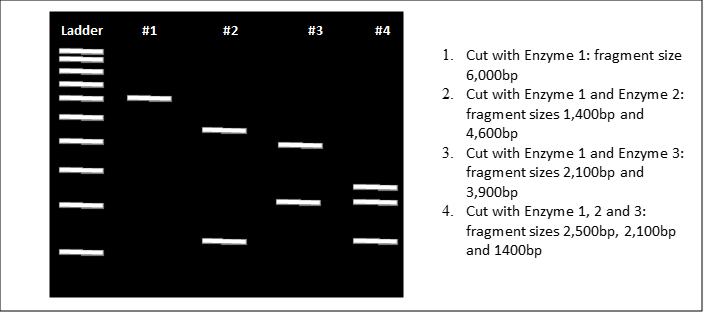 Ladder #1 #2 #3 #4
1. Cut with Enzyme 1: fragment size
6,000bp
2. Cut with Enzyme 1 and Enzyme 2:
fragment sizes 1,400bp and
4,600bp
3. Cut with Enzyme 1 and Enzyme 3:
fragment sizes 2,100bp and
3,900bp
4. Cut with Enzyme 1, 2 and 3:
fragment sizes 2,500bp, 2,100bp
and 1400bp